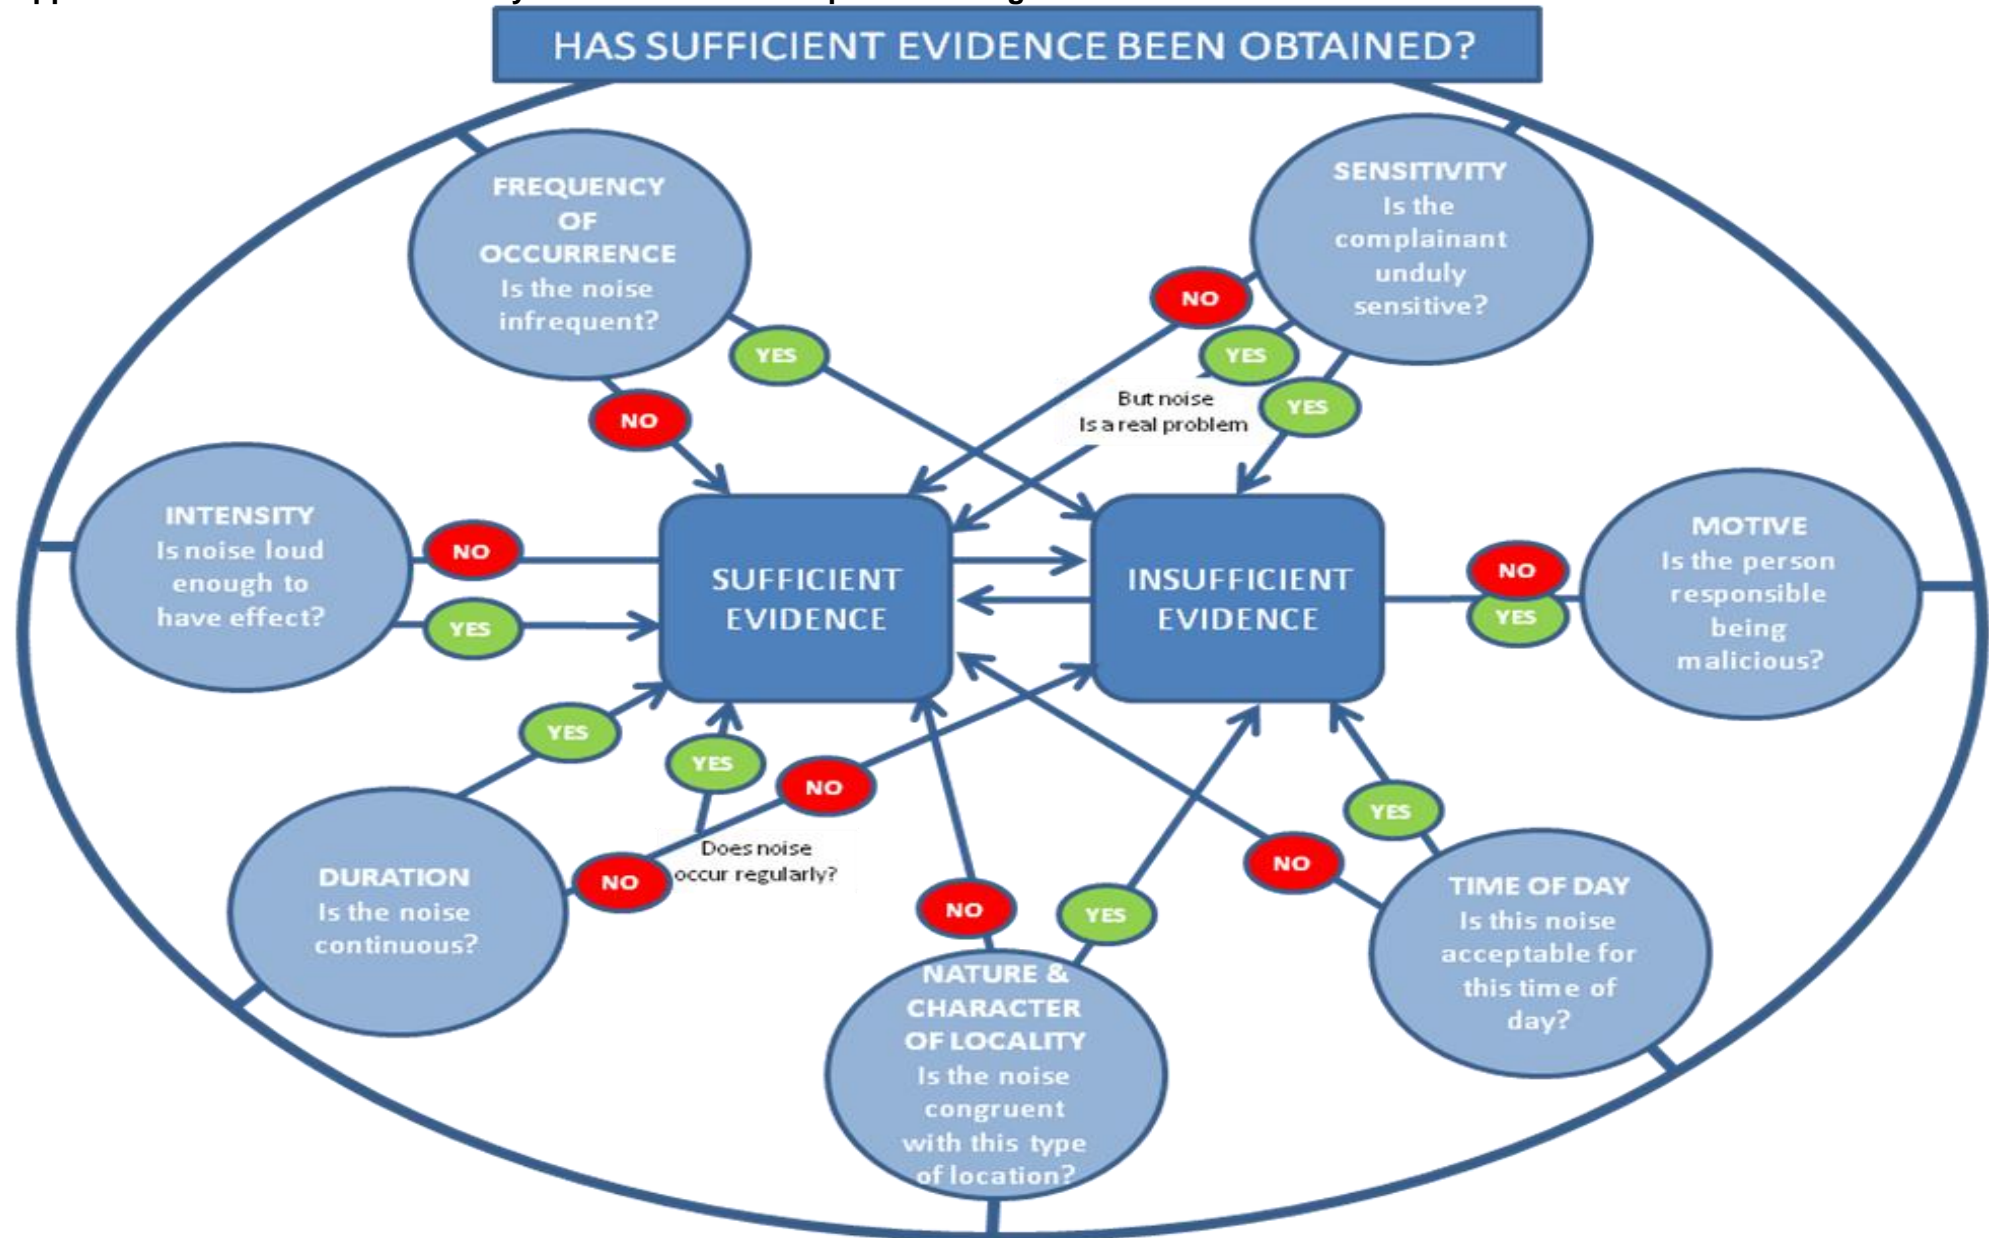 HAS SUFFICIENT EVIDENCE BEEN OBTAINED?
FREQUENCY
OF
OCCURRENCE
Is the noise
infrequent?
YES
NO
SENSITIVITY
Is the
complainant
unduly
sensitive?
NO
YES
YES
But noise
Is a real problem
INTENSITY
Is noise loud
enough to
have effect?
NO
YES
SUFFICIENT
EVIDENCE
INSUFFICIENT
EVIDENCE
MOTIVE
Is the person
responsible
being
malicious?
NO
YES
DURATION
Is the noise
continuous?
YES
NO
YES
NO
Does noise
occur regularly?
NATURE &
CHARACTER
OF LOCALITY
Is the noise
congruent
with this type
of location?
NO
YES
TIME OF DAY
Is this noise
acceptable for
this time of
day?
NO
YES